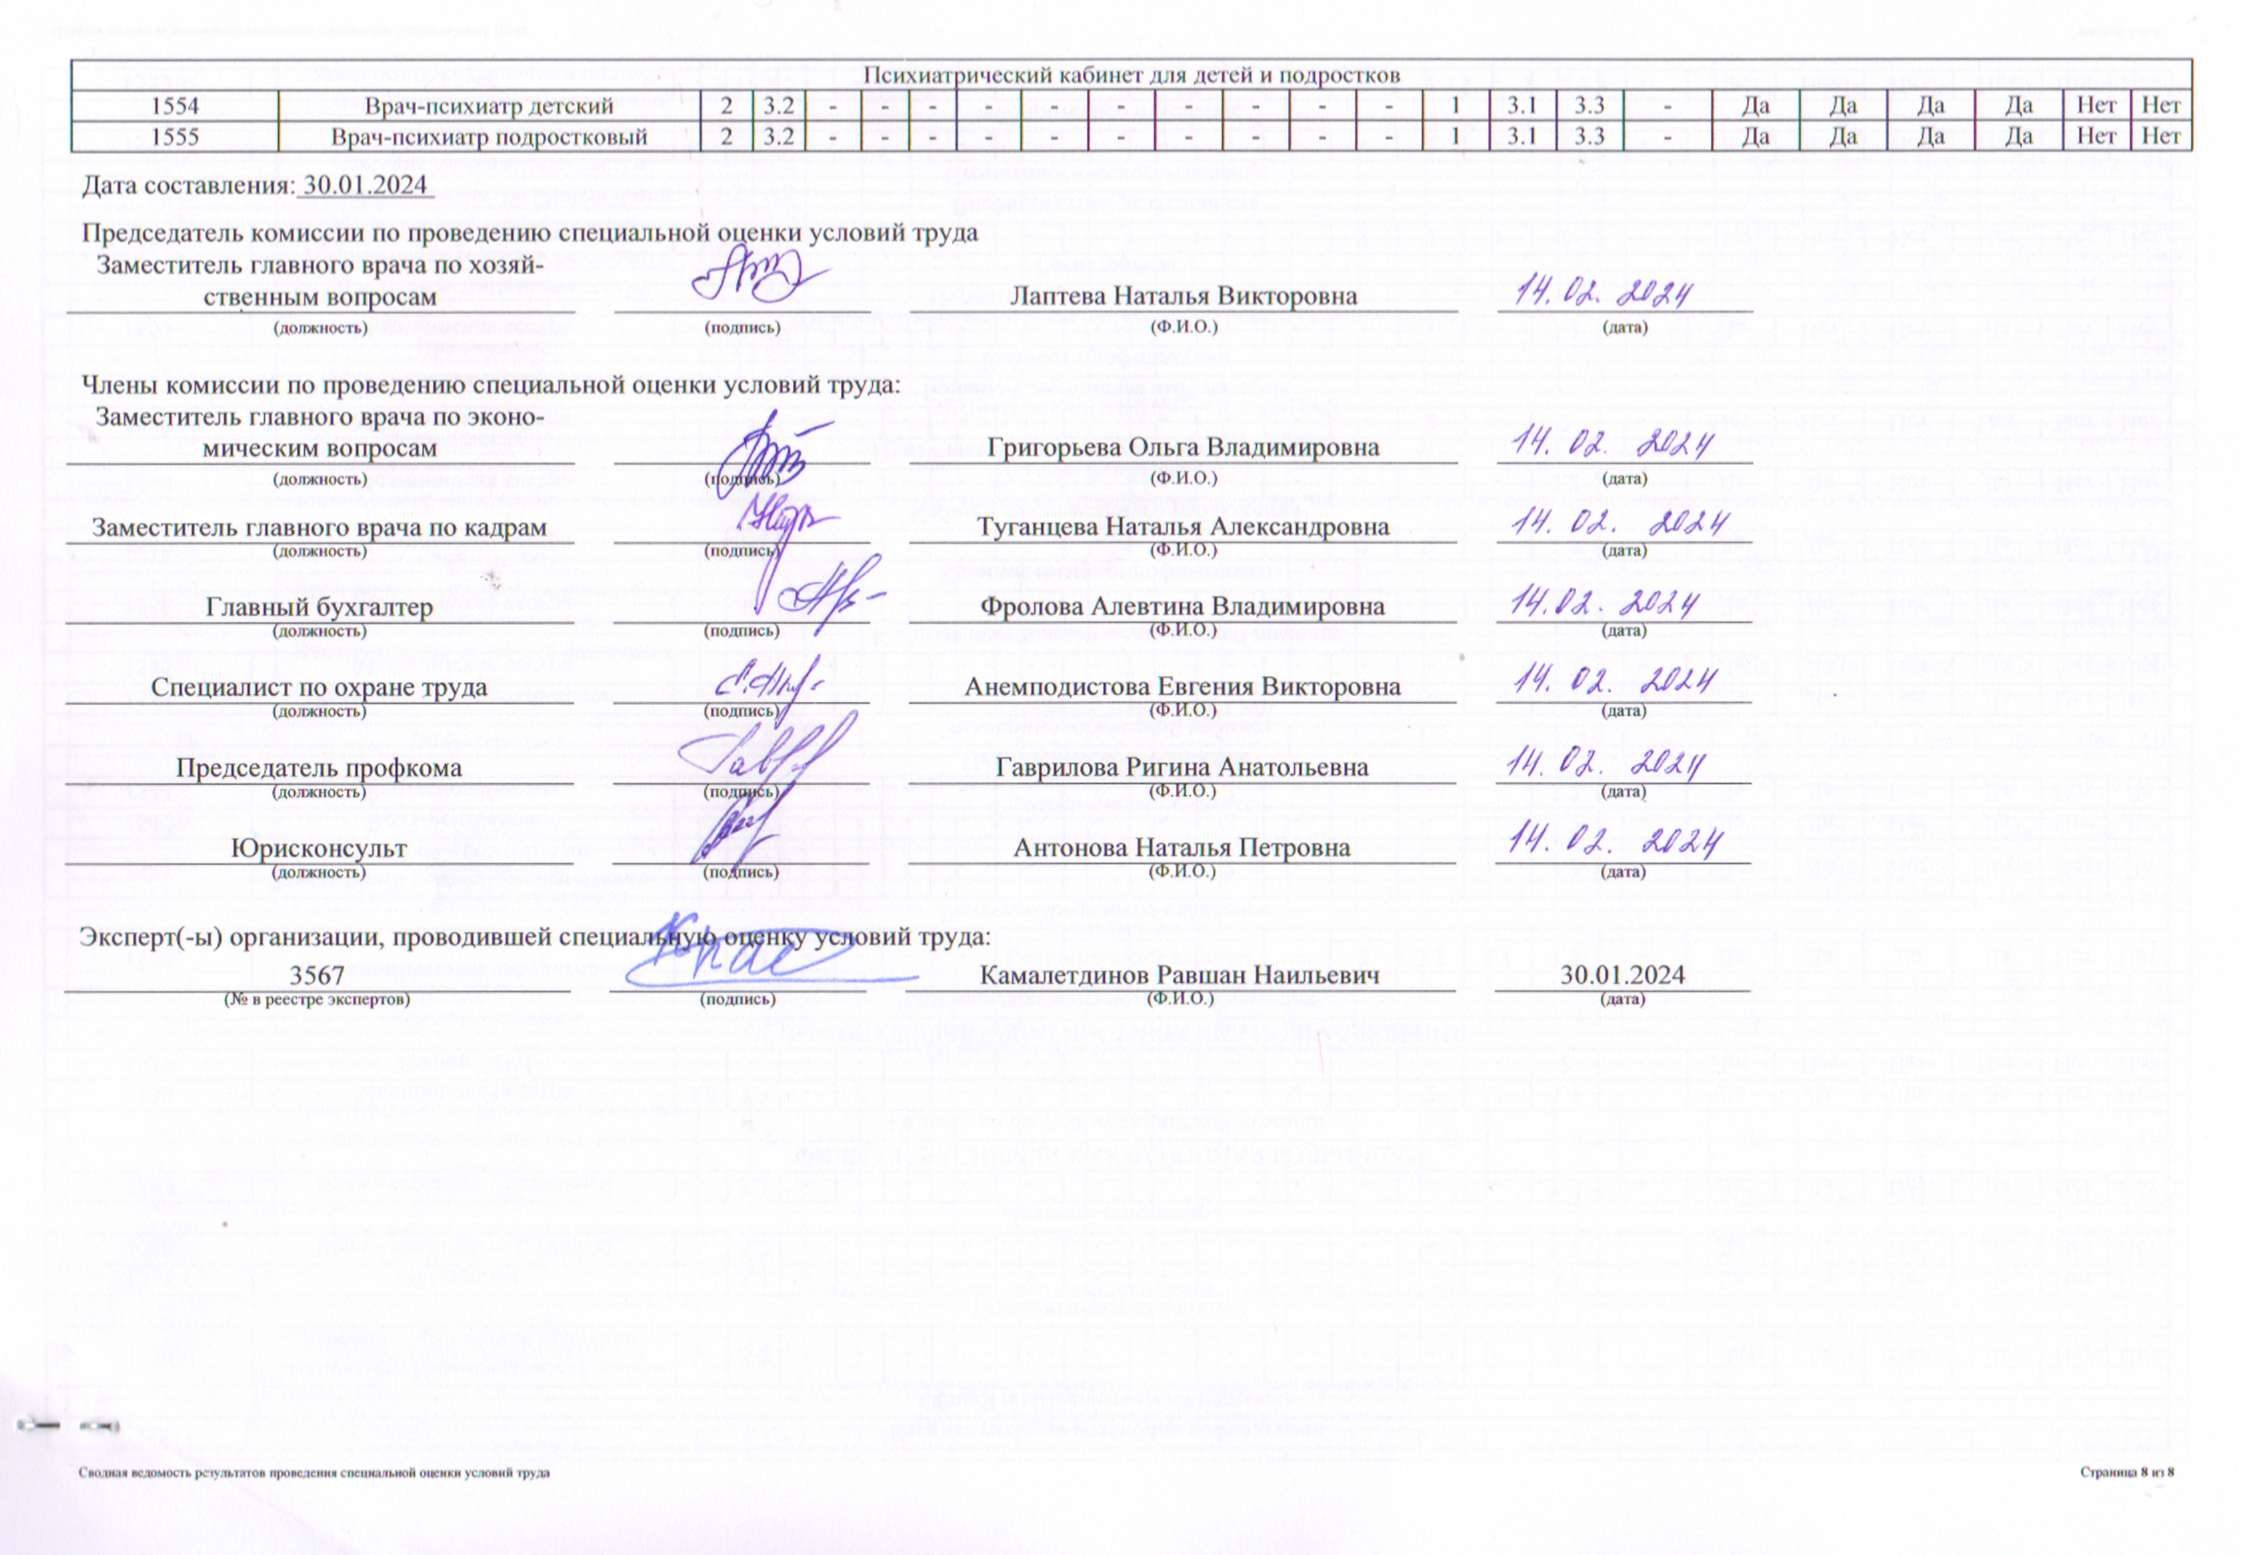 Психиатрический кабинет для детей и подростков
1554 Врач-психиатр детский 2 3.2 - - - - - - - - - - 1 3.1 3.3 - Да Да Да Да Нет Нет
1555 Врач-психиатр подростковый 2 3.2 - - - - - - - - - - 1 3.1 3.3 - Да Да Да Да Нет Нет
Дата составления: 30.01.2024
Председатель комиссии по проведению специальной оценки условий труда
Заместитель главного врача по хозяй-
ственным вопросам Лаптева Наталья Викторовна 14.02.2024
(должность) (подпись) (Ф.И.О.) (дата)
Члены комиссии по проведению специальной оценки условий труда:
Заместитель главного врача по эконо-
мическим вопросам Григорьева Ольга Владимировна 14.02.2024
(должность) (подпись) (Ф.И.О.) (дата)
Заместитель главного врача по кадрам Туганцева Наталья Александровна 14.02.2024
(должность) (подпись) (Ф.И.О.) (дата)
Главный бухгалтер Фролова Алевтина Владимировна 14.02.2024
(должность) (подпись) (Ф.И.О.) (дата)
Специалист по охране труда Анемподистова Евгения Викторовна 14.02.2024
(должность) (подпись) (Ф.И.О.) (дата)
Председатель профкома Гаврилова Ригина Анатольевна 14.02.2024
(должность) (подпись) (Ф.И.О.) (дата)
Юрисконсульт Антонова Наталья Петровна 14.02.2024
(должность) (подпись) (Ф.И.О.) (дата)
Эксперт(-ы) организации, проводившей специальную оценку условий труда:
3567 Камалетдинов Равшан Наильевич 30.01.2024
(№ в реестре экспертов) (подпись) (Ф.И.О.) (дата)
Сводная ведомость результатов проведения специальной оценки условий труда Страница 8 из 8